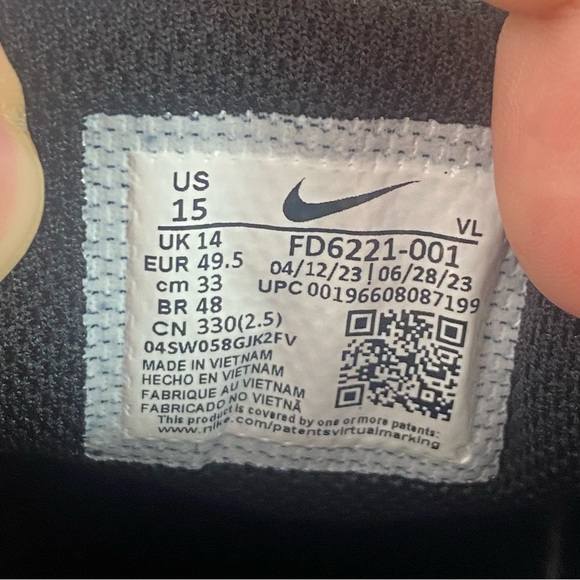 US
15
VL
UK 14
FD6221-001
EUR 49.5
04/12/23 | 06/28/23
cm 33
UPC 00196608087199
BR 48
CN 330(2.5)
04SW058GJK2FV
MADE IN VIETNAM
HECHO EN VIETNAM
FABRIQUE AU VIETNAM
FABRICADO NO VIETNÃ
This product is covered by one or more patents:
www.nike.com/patentsvirtualmarking